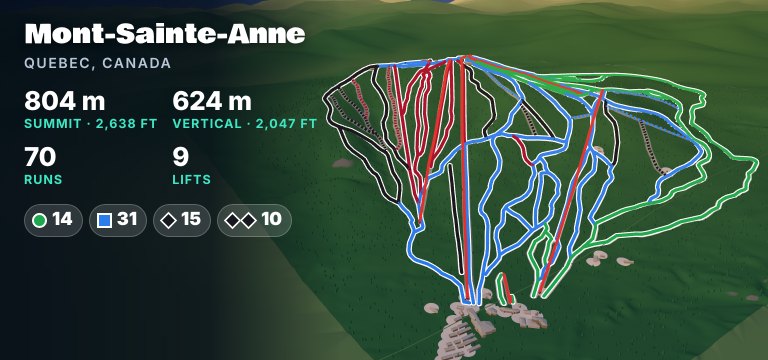 Mont-Sainte-Anne
QUEBEC, CANADA
804 m 624 m
SUMMIT · 2,638 FT VERTICAL · 2,047 FT
70 9
RUNS LIFTS
14 31 15 10